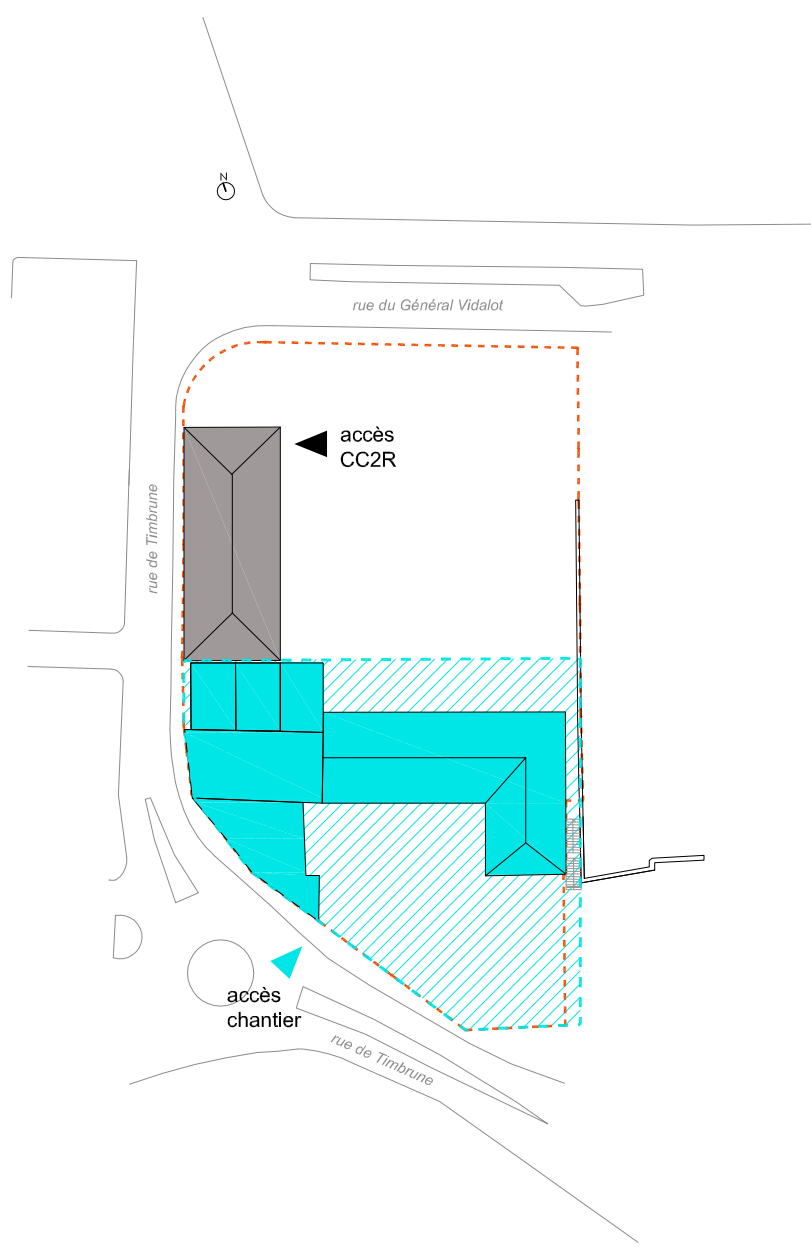 N
rue du Général Vidalot
accès
CC2R
rue de Timbrune
accès
chantier
rue de Timbrune